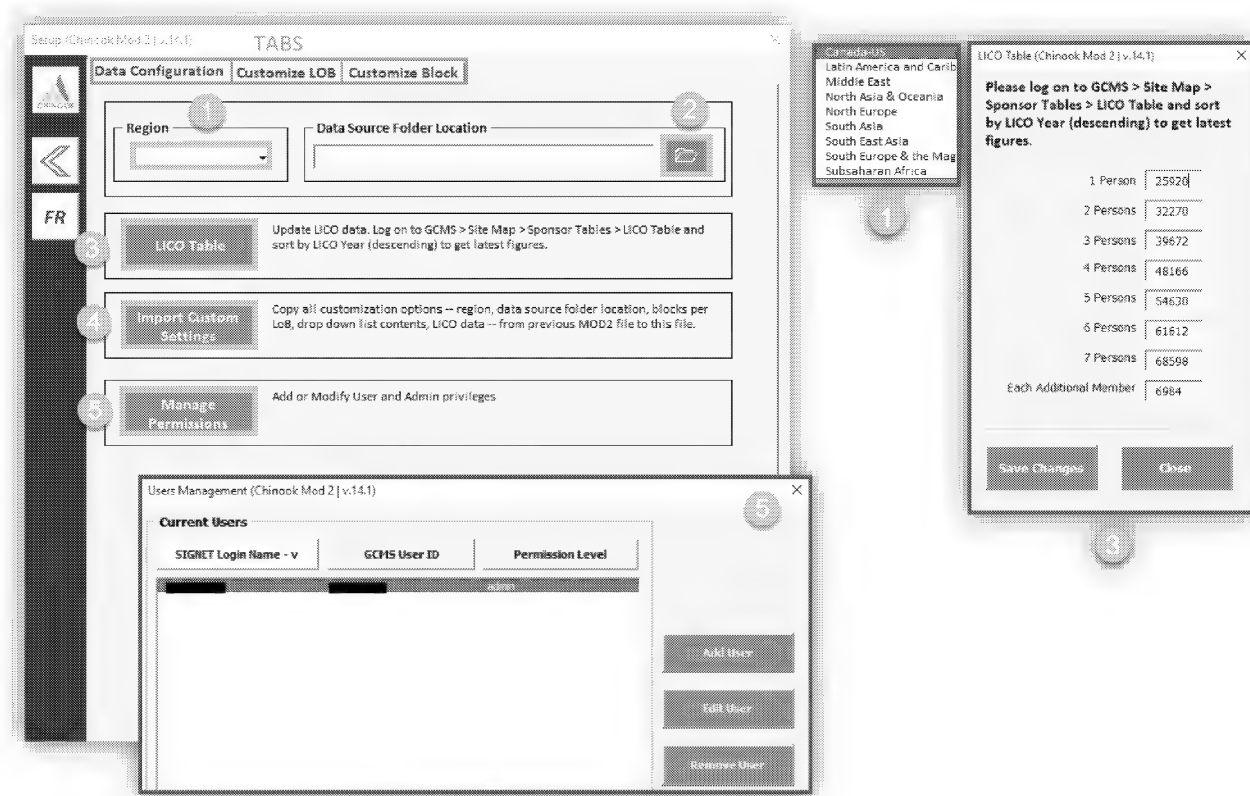 Setup (Chinook Mod 2 | v.14.1)
TABS
CHINOOK
FR
Data Configuration
Customize LOB
Customize Block
1
Region
2
Data Source Folder Location
3
LICO Table
Update LICO data. Log on to GCMS > Site Map > Sponsor Tables > LICO Table and
sort by LICO Year (descending) to get latest figures.
4
Import Custom
Settings
Copy all customization options -- region, data source folder location, blocks per
LoB, drop down list contents, LICO data -- from previous MOD2 file to this file.
5
Manage
Permissions
Add or Modify User and Admin privileges
Users Management (Chinook Mod 2 | v.14.1)
5
Current Users
SIGNET Login Name - v
GCMS User ID
Permission Level
admin
Add User
Edit User
Remove User
Canada-US
Latin America and Carib
Middle East
North Asia & Oceania
North Europe
South Asia
South East Asia
South Europe & the Mag
Subsaharan Africa
1
LICO Table (Chinook Mod 2 | v.14.1)
Please log on to GCMS > Site Map >
Sponsor Tables > LICO Table and sort
by LICO Year (descending) to get latest
figures.
1 Person 25920
2 Persons 32270
3 Persons 39672
4 Persons 48166
5 Persons 54630
6 Persons 61612
7 Persons 68598
Each Additional Member 6984
Save Changes
Close
3